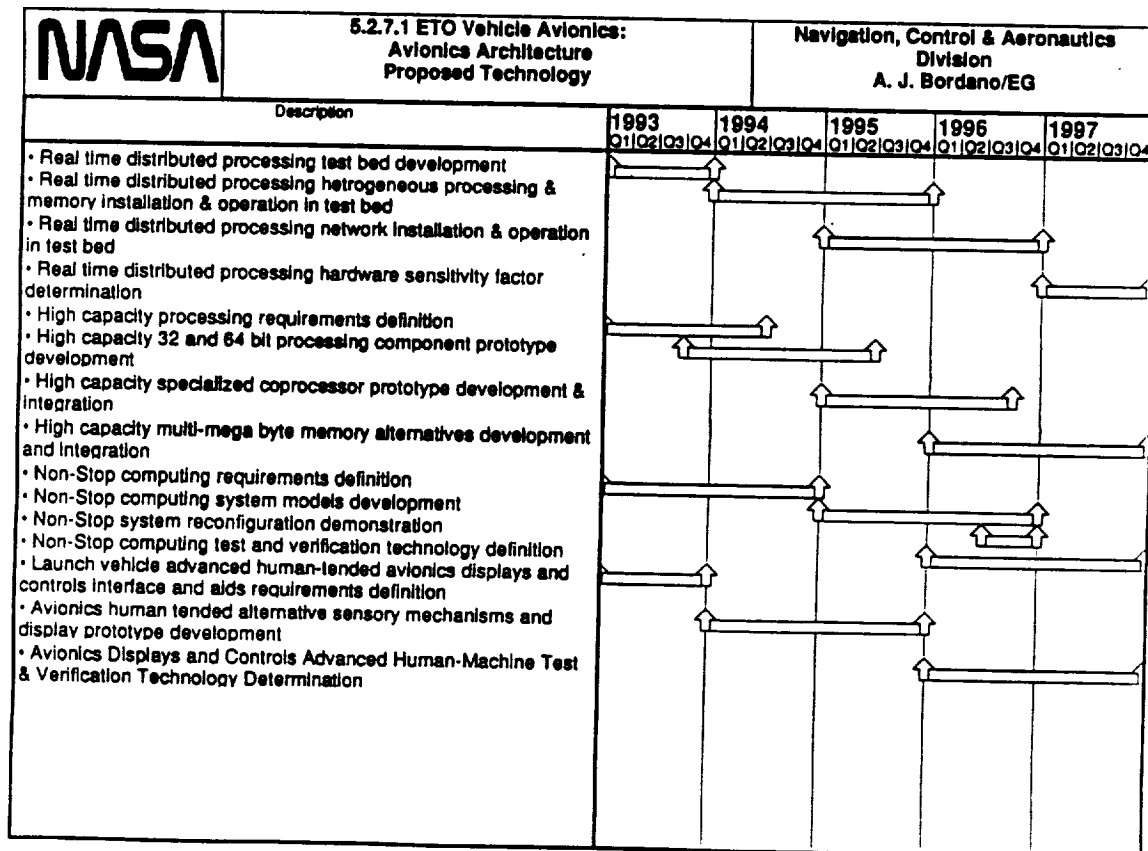 NASA
5.2.7.1 ETO Vehicle Avionics:
Avionics Architecture
Proposed Technology
Navigation, Control & Aeronautics
Division
A. J. Bordano/EG
Description
1993 1994 1995 1996 1997
Q1|Q2|Q3|Q4 Q1|Q2|Q3|Q4 Q1|Q2|Q3|Q4 Q1|Q2|Q3|Q4 Q1|Q2|Q3|Q4
• Real time distributed processing test bed development
• Real time distributed processing hetrogeneous processing &
memory installation & operation in test bed
• Real time distributed processing network installation & operation
in test bed
• Real time distributed processing hardware sensitivity factor
determination
• High capacity processing requirements definition
• High capacity 32 and 64 bit processing component prototype
development
• High capacity specialized coprocessor prototype development &
integration
• High capacity multi-mega byte memory alternatives development
and integration
• Non-Stop computing requirements definition
• Non-Stop computing system models development
• Non-Stop system reconfiguration demonstration
• Non-Stop computing test and verification technology definition
• Launch vehicle advanced human-tended avionics displays and
controls interface and aids requirements definition
• Avionics human tended alternative sensory mechanisms and
display prototype development
• Avionics Displays and Controls Advanced Human-Machine Test
& Verification Technology Determination